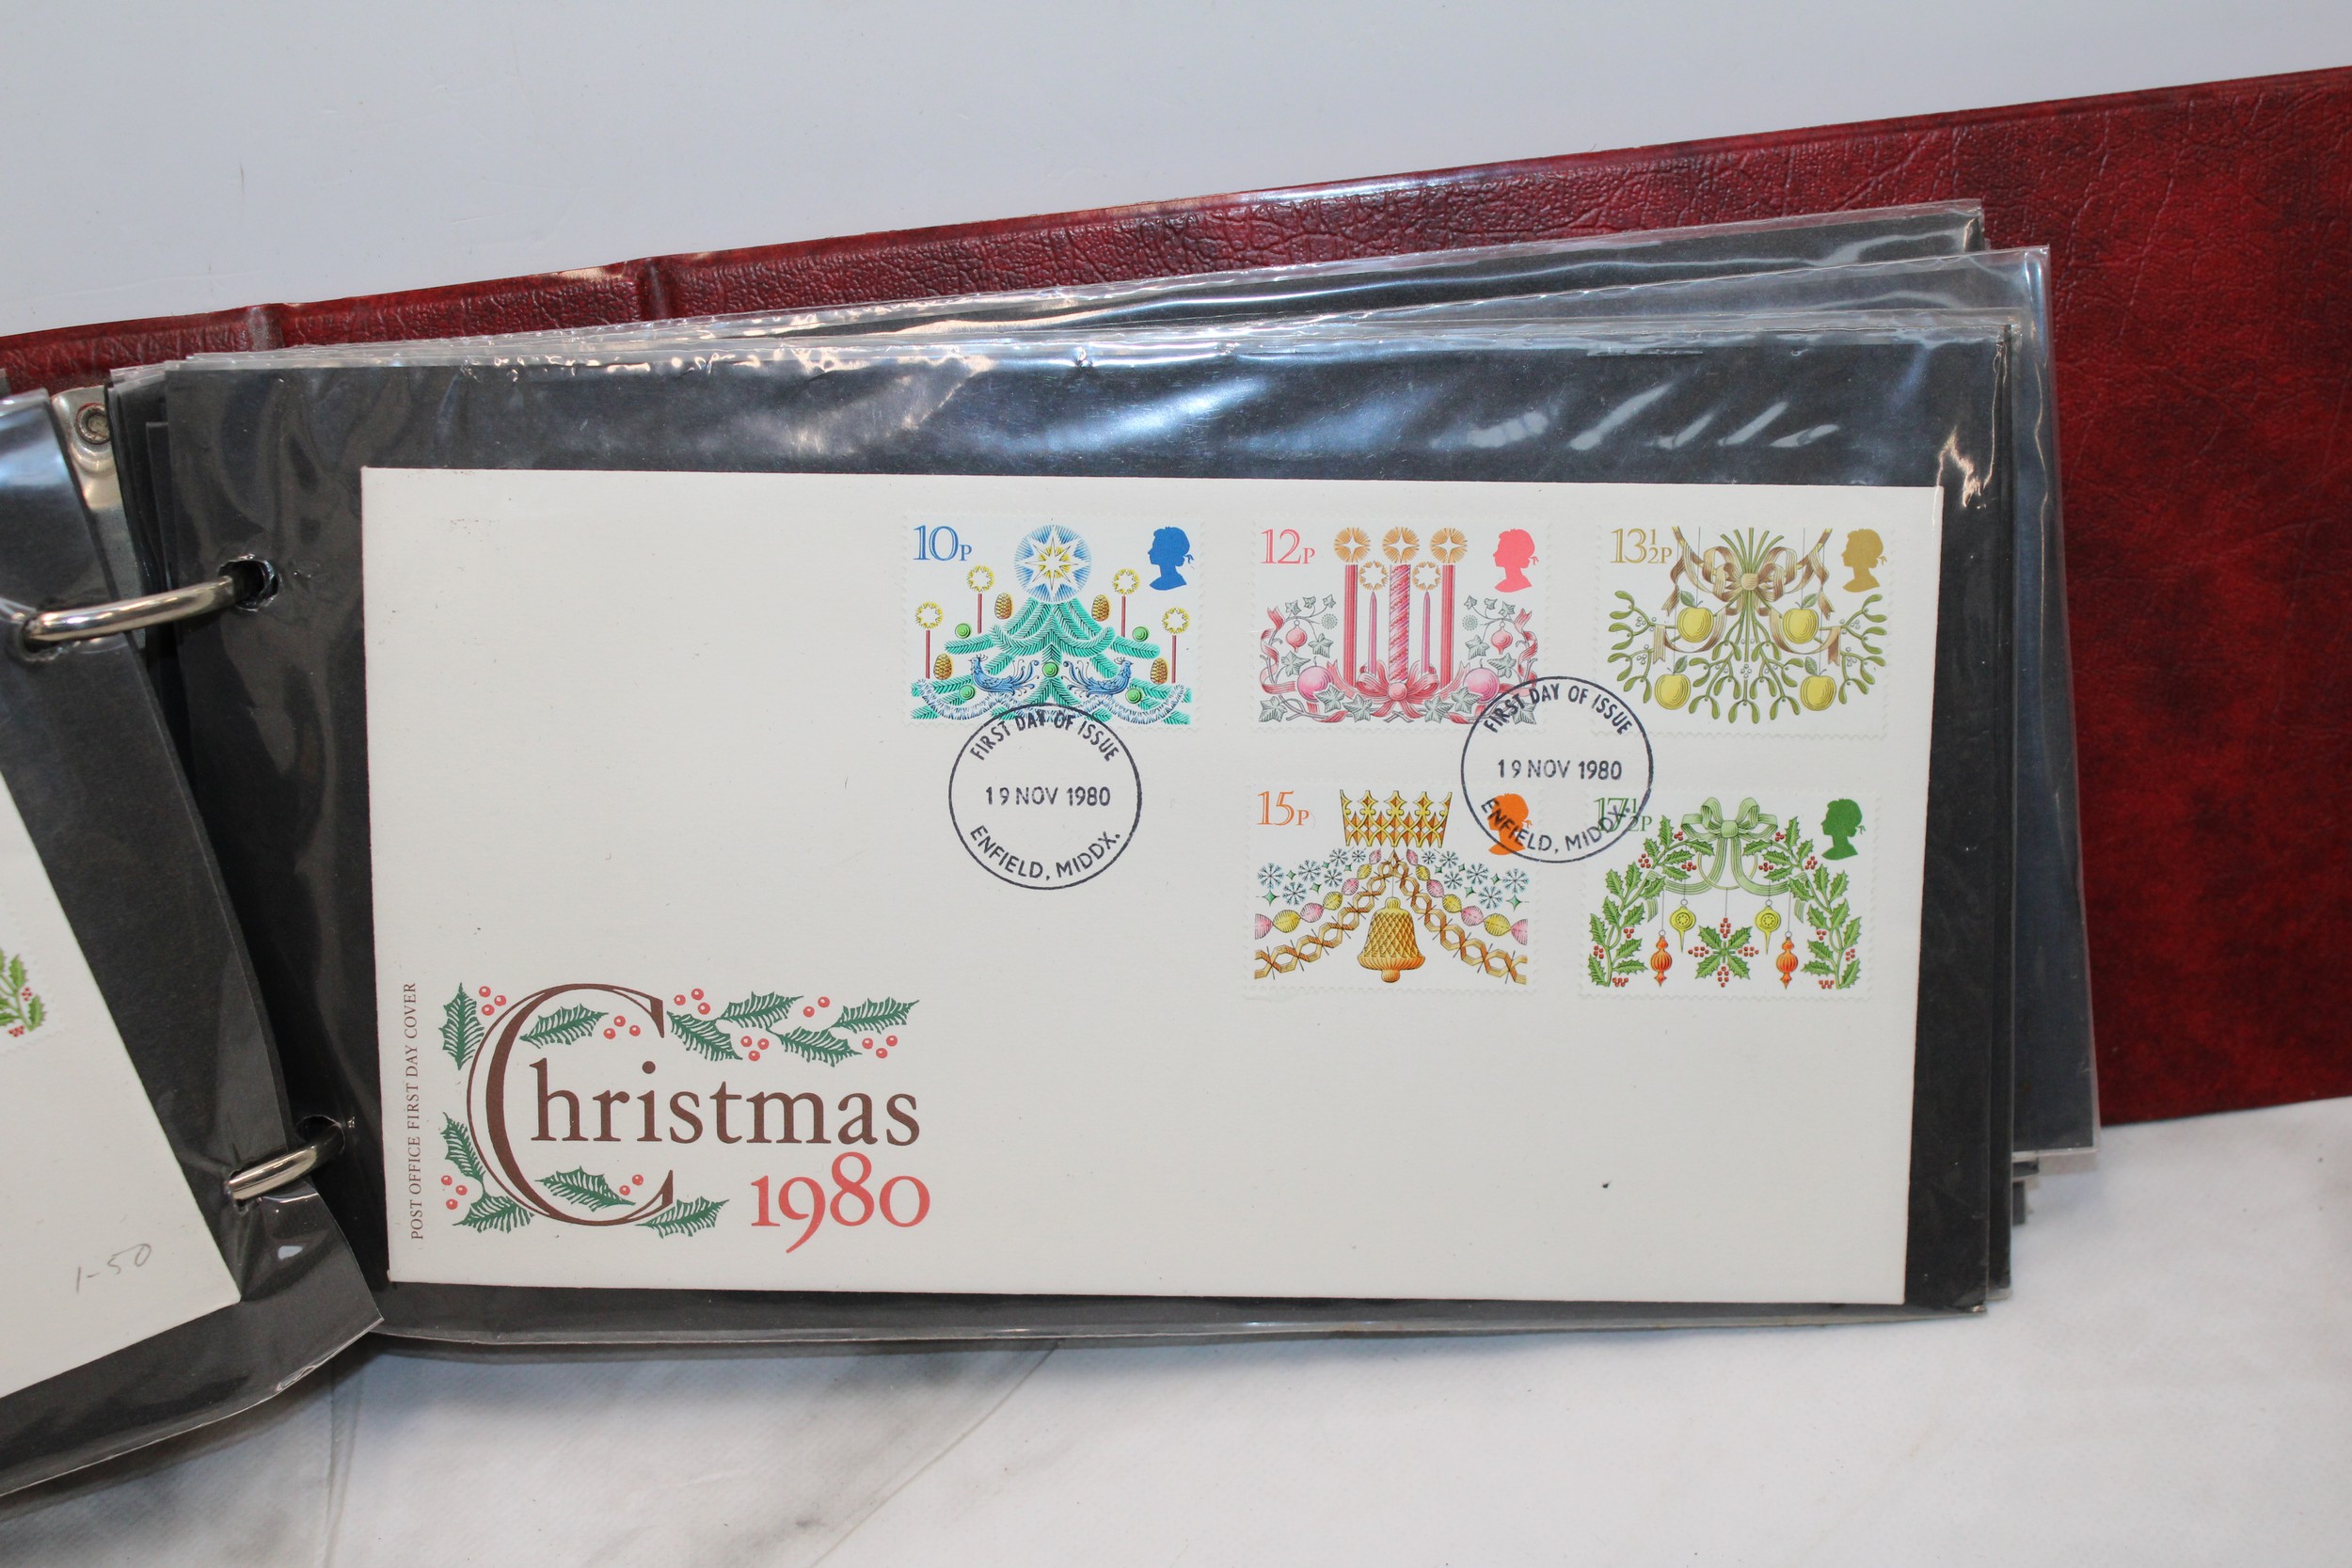 10P
12P
13½P
FIRST DAY OF ISSUE
19 NOV 1980
ENFIELD, MIDDX.
FIRST DAY OF ISSUE
19 NOV 1980
ENFIELD, MIDDX.
15P
17½P
POST OFFICE FIRST DAY COVER
Christmas
1980
1-50